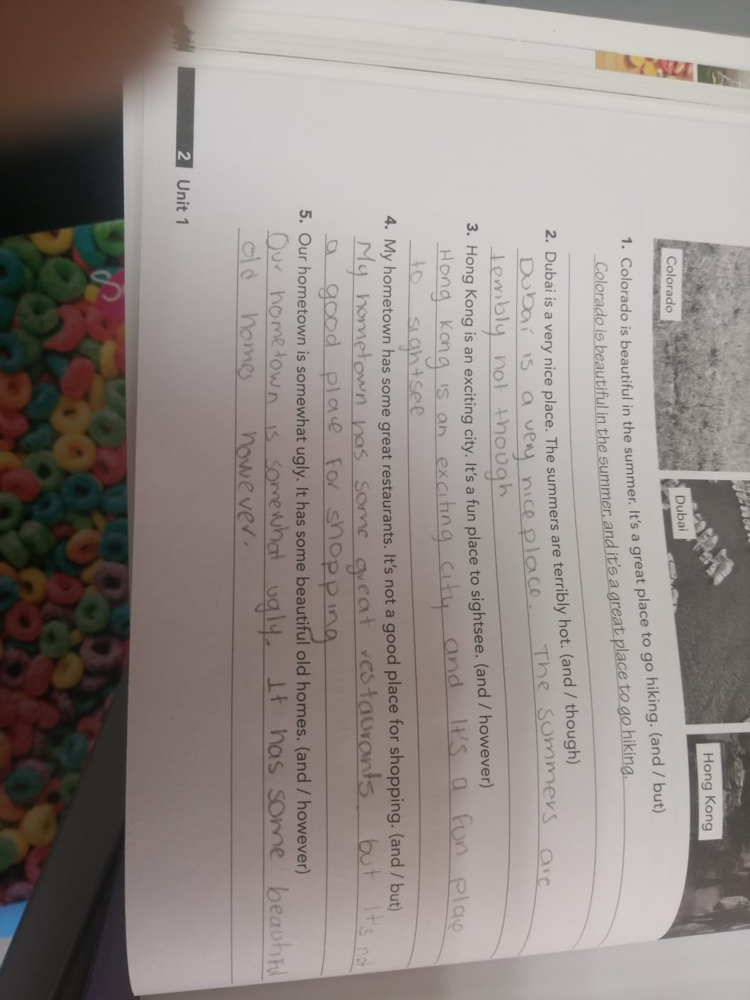 Colorado
Dubai
Hong Kong
1. Colorado is beautiful in the summer. It's a great place to go hiking. (and / but)
Colorado is beautiful in the summer, and it's a great place to go hiking.
2. Dubai is a very nice place. The summers are terribly hot. (and / though)
Dubai is a very nice place. The summers are
terribly not though
3. Hong Kong is an exciting city. It's a fun place to sightsee. (and / however)
Hong Kong is an exciting city and It's a fun place
to sightsee
4. My hometown has some great restaurants. It's not a good place for shopping. (and / but)
My hometown has some great restaurants but It's not
a good place for shopping
5. Our hometown is somewhat ugly. It has some beautiful old homes. (and / however)
Our hometown is somewhat ugly. It has some beautiful
old homes however.
2 Unit 1